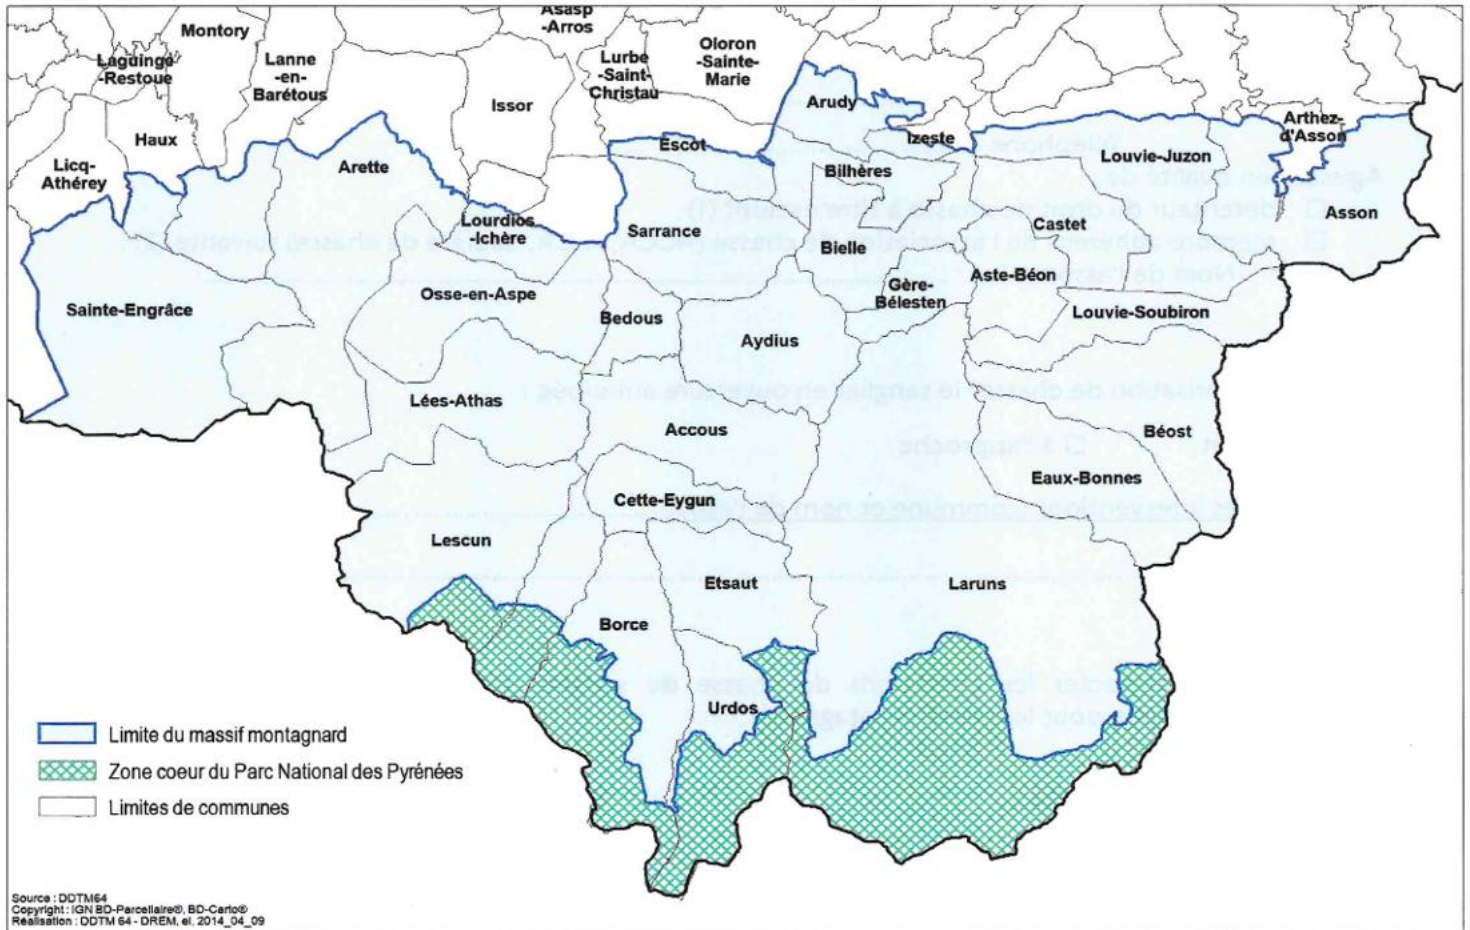 Asasp
-Arros
Montory
Oloron
-Sainte-
Marie
Laguinge
-Restoue
Lanne
-en-
Barétous
Lurbe
-Saint-
Christau
Issor
Arudy
Arthez-
d'Asson
Haux
Escot
Izeste
Licq-
Athérey
Arette
Bilhères
Louvie-Juzon
Lourdios
-Ichère
Sarrance
Asson
Castet
Bielle
Aste-Béon
Sainte-Engrâce
Osse-en-Aspe
Gère-
Bélesten
Bedous
Louvie-Soubiron
Aydius
Lées-Athas
Accous
Béost
Eaux-Bonnes
Cette-Eygun
Lescun
Etsaut
Laruns
Borce
Urdos
Limite du massif montagnard
Zone coeur du Parc National des Pyrénées
Limites de communes
Source : DDTM64
Copyright : IGN BD-Parcellaire®, BD-Carto®
Réalisation : DDTM 64 - DREM, el, 2014_04_09